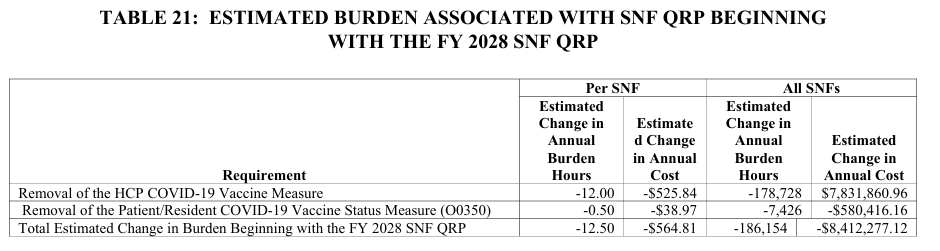 TABLE 21: ESTIMATED BURDEN ASSOCIATED WITH SNF QRP BEGINNING
WITH THE FY 2028 SNF QRP
Per SNF All SNFs
Requirement
Estimated
Change in
Annual
Burden
Hours
Estimate
d Change
in Annual
Cost
Estimated
Change in
Annual
Burden
Hours
Estimated
Change in
Annual Cost
Removal of the HCP COVID-19 Vaccine Measure -12.00 -$525.84 -178,728 $7,831,860.96
Removal of the Patient/Resident COVID-19 Vaccine Status Measure (O0350) -0.50 -$38.97 -7,426 -$580,416.16
Total Estimated Change in Burden Beginning with the FY 2028 SNF QRP -12.50 -$564.81 -186,154 -$8,412,277.12